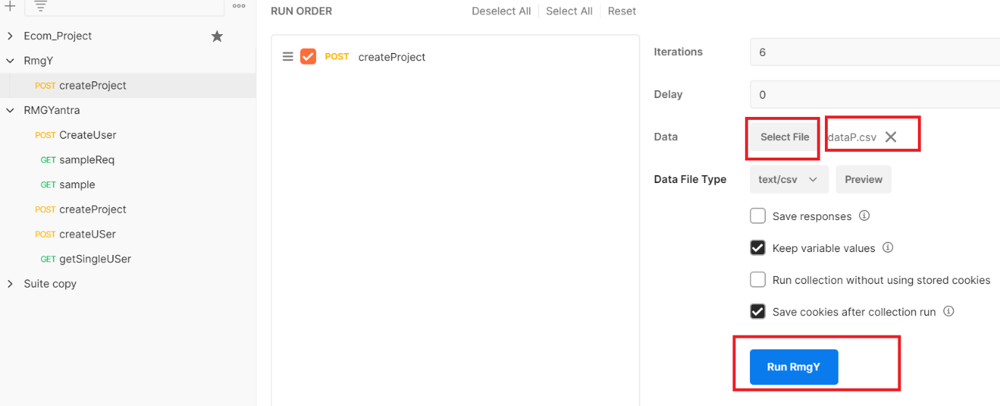 Ecom_Project
RmgY
POST createProject
RMGYantra
POST CreateUser
GET sampleReq
GET sample
POST createProject
POST createUSer
GET getSingleUSer
Suite copy
RUN ORDER
Deselect All Select All Reset
POST createProject
Iterations 6
Delay 0
Data Select File dataP.csv
Data File Type text/csv Preview
Save responses
Keep variable values
Run collection without using stored cookies
Save cookies after collection run
Run RmgY